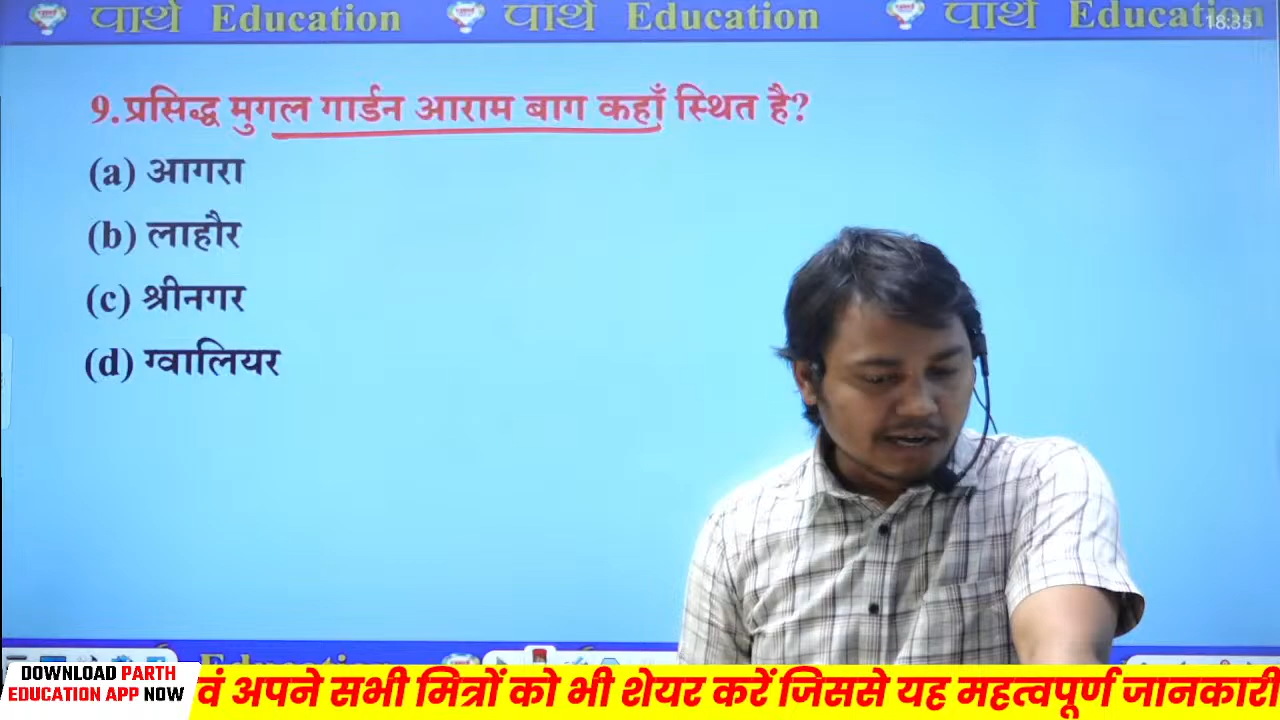 पार्थ Education पार्थ Education पार्थ Education
18:35
9.प्रसिद्ध मुगल गार्डन आराम बाग कहाँ स्थित है?
(a) आगरा
(b) लाहौर
(c) श्रीनगर
(d) ग्वालियर
Education
DOWNLOAD PARTH
EDUCATION APP NOW
वं अपने सभी मित्रों को भी शेयर करें जिससे यह महत्वपूर्ण जानकारी